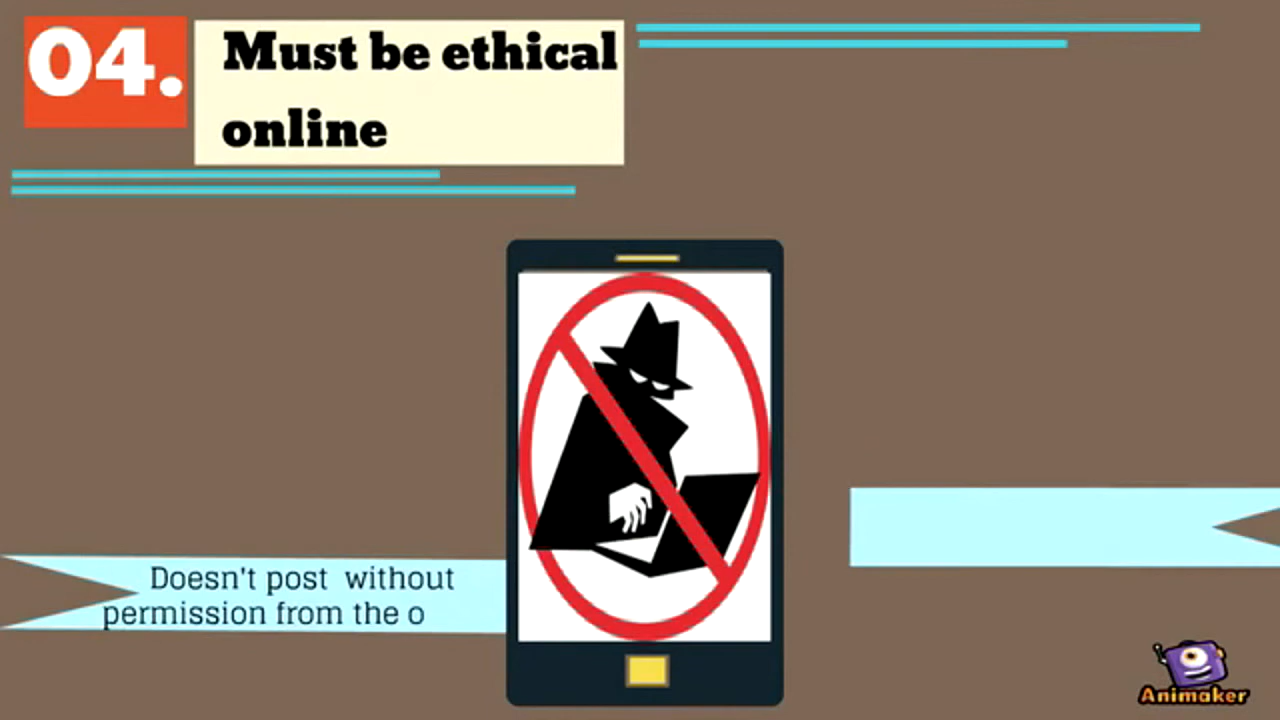 04.
Must be ethical
online
Doesn't post without
permission from the o
Animaker